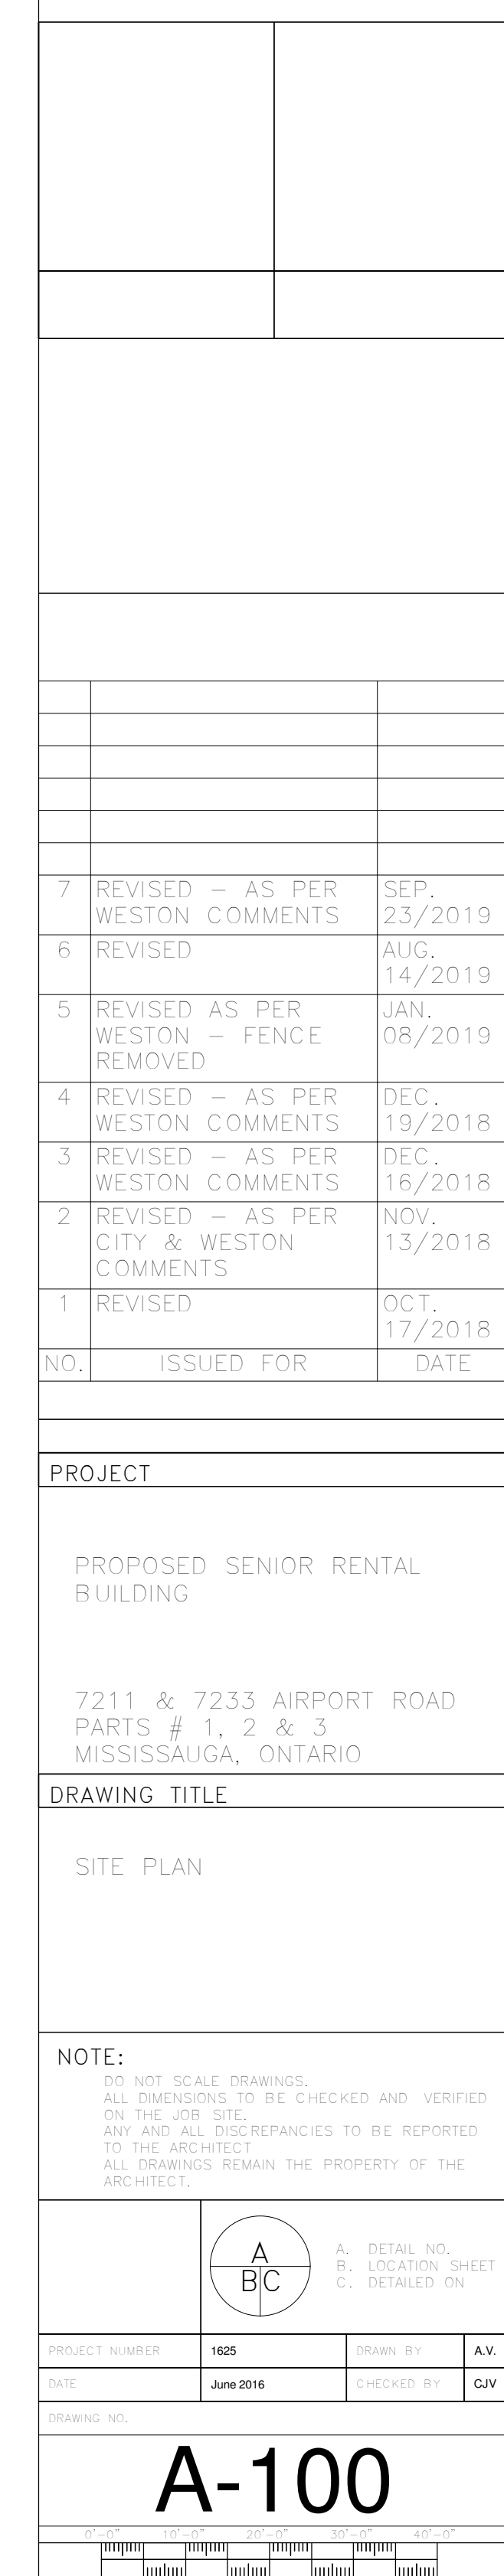 7 REVISED – AS PER SEP.
WESTON COMMENTS 23/2019
6 REVISED AUG.
14/2019
5 REVISED AS PER JAN.
WESTON – FENCE 08/2019
REMOVED
4 REVISED – AS PER DEC.
WESTON COMMENTS 19/2018
3 REVISED – AS PER DEC.
WESTON COMMENTS 16/2018
2 REVISED – AS PER NOV.
CITY & WESTON 13/2018
COMMENTS
1 REVISED OCT.
17/2018
NO. ISSUED FOR DATE
PROJECT
PROPOSED SENIOR RENTAL
BUILDING
7211 & 7233 AIRPORT ROAD
PARTS # 1, 2 & 3
MISSISSAUGA, ONTARIO
DRAWING TITLE
SITE PLAN
NOTE:
DO NOT SCALE DRAWINGS.
ALL DIMENSIONS TO BE CHECKED AND VERIFIED
ON THE JOB SITE.
ANY AND ALL DISCREPANCIES TO BE REPORTED
TO THE ARCHITECT
ALL DRAWINGS REMAIN THE PROPERTY OF THE
ARCHITECT.
A
B C
A. DETAIL NO.
B. LOCATION SHEET
C. DETAILED ON
PROJECT NUMBER 1625 DRAWN BY A.V.
DATE June 2016 CHECKED BY CJV
DRAWING NO.
A-100
0'-0" 10'-0" 20'-0" 30'-0" 40'-0"